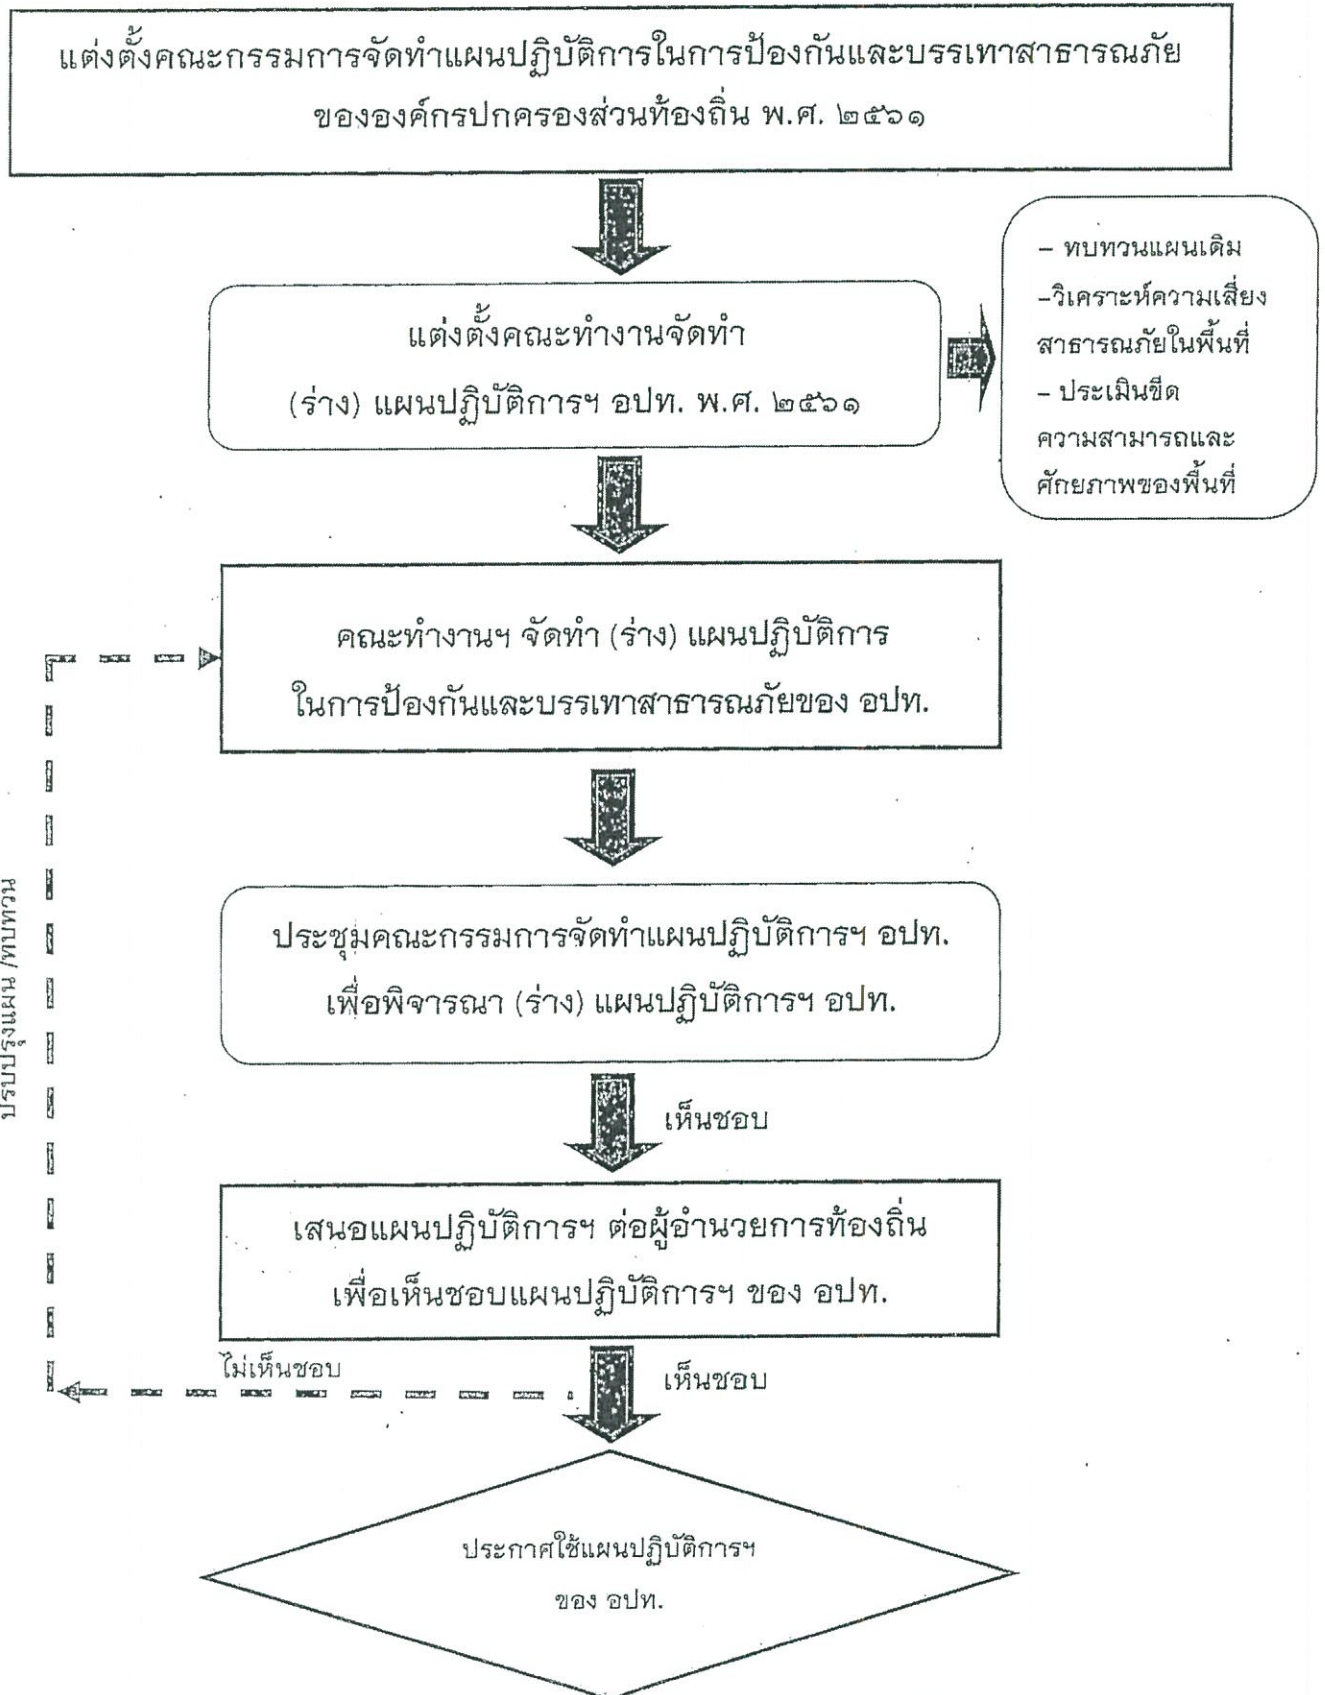 แต่งตั้งคณะกรรมการจัดทำแผนปฏิบัติการในการป้องกันและบรรเทาสาธารณภัย
ขององค์กรปกครองส่วนท้องถิ่น พ.ศ. ๒๕๖๑
แต่งตั้งคณะทำงานจัดทำ
(ร่าง) แผนปฏิบัติการฯ อปท. พ.ศ. ๒๕๖๑
– ทบทวนแผนเดิม
-วิเคราะห์ความเสี่ยง
สาธารณภัยในพื้นที่
– ประเมินขีด
ความสามารถและ
ศักยภาพของพื้นที่
คณะทำงานฯ จัดทำ (ร่าง) แผนปฏิบัติการ
ในการป้องกันและบรรเทาสาธารณภัยของ อปท.
ปรับปรุงแผน /ทบทวน
ประชุมคณะกรรมการจัดทำแผนปฏิบัติการฯ อปท.
เพื่อพิจารณา (ร่าง) แผนปฏิบัติการฯ อปท.
เห็นชอบ
เสนอแผนปฏิบัติการฯ ต่อผู้อำนวยการท้องถิ่น
เพื่อเห็นชอบแผนปฏิบัติการฯ ของ อปท.
ไม่เห็นชอบ
เห็นชอบ
ประกาศใช้แผนปฏิบัติการฯ
ของ อปท.